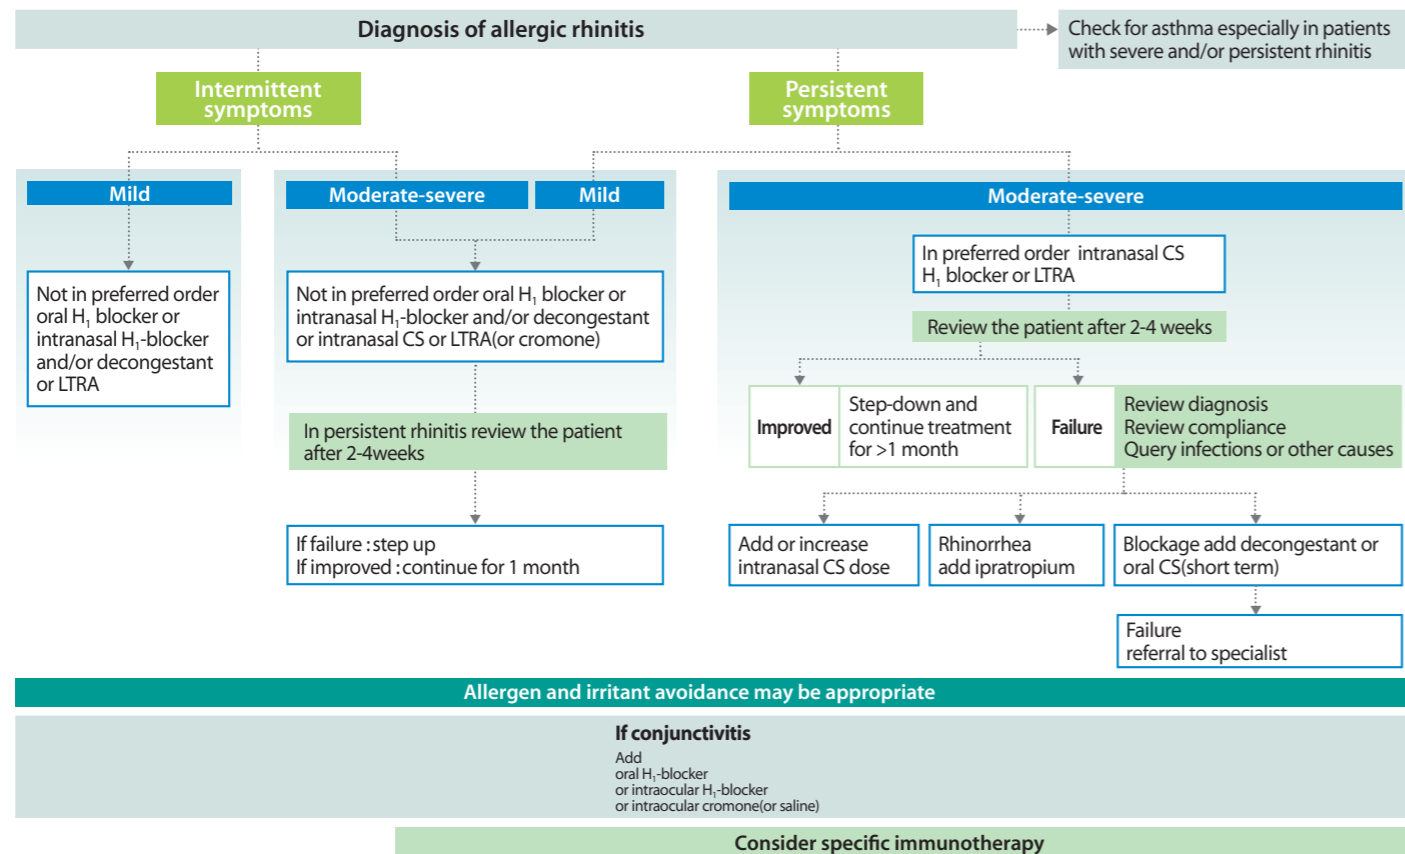 Diagnosis of allergic rhinitis
Check for asthma especially in patients
with severe and/or persistent rhinitis
Intermittent
symptoms
Persistent
symptoms
Mild
Moderate-severe
Mild
Moderate-severe
Not in preferred order
oral H₁ blocker or
intranasal H₁-blocker
and/or decongestant
or LTRA
Not in preferred order oral H₁ blocker or
intranasal H₁-blocker and/or decongestant
or intranasal CS or LTRA(or cromone)
In persistent rhinitis review the patient
after 2-4weeks
If failure : step up
If improved : continue for 1 month
In preferred order intranasal CS
H₁ blocker or LTRA
Review the patient after 2-4 weeks
Improved
Step-down and
continue treatment
for >1 month
Failure
Review diagnosis
Review compliance
Query infections or other causes
Add or increase
intranasal CS dose
Rhinorrhea
add ipratropium
Blockage add decongestant or
oral CS(short term)
Failure
referral to specialist
Allergen and irritant avoidance may be appropriate
If conjunctivitis
Add
oral H₁-blocker
or intraocular H₁-blocker
or intraocular cromone(or saline)
Consider specific immunotherapy